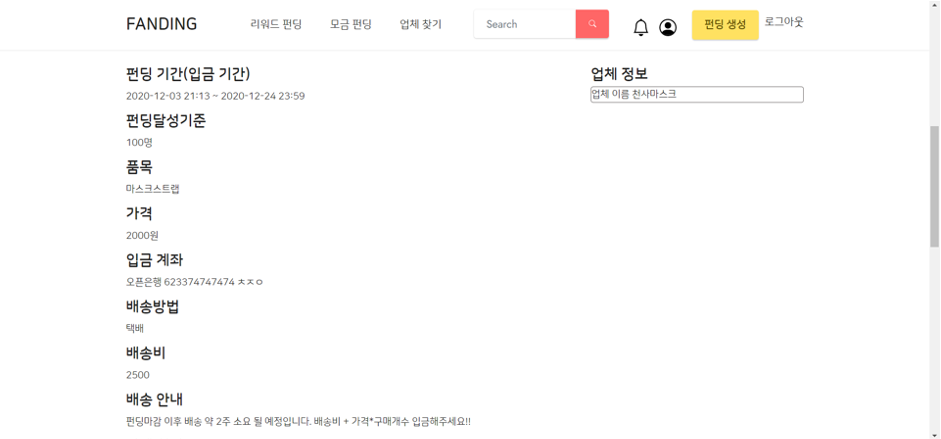 FANDING 리워드 펀딩 모금 펀딩 업체 찾기 Search 펀딩 생성 로그아웃
펀딩 기간(입금 기간)
2020-12-03 21:13 ~ 2020-12-24 23:59
펀딩달성기준
100명
품목
마스크스트랩
가격
2000원
입금 계좌
오픈은행 623374747474 ㅊㅈㅇ
배송방법
택배
배송비
2500
배송 안내
펀딩마감 이후 배송 약 2주 소요 될 예정입니다. 배송비 + 가격*구매개수 입금해주세요!!
업체 정보
업체 이름 천사마스크